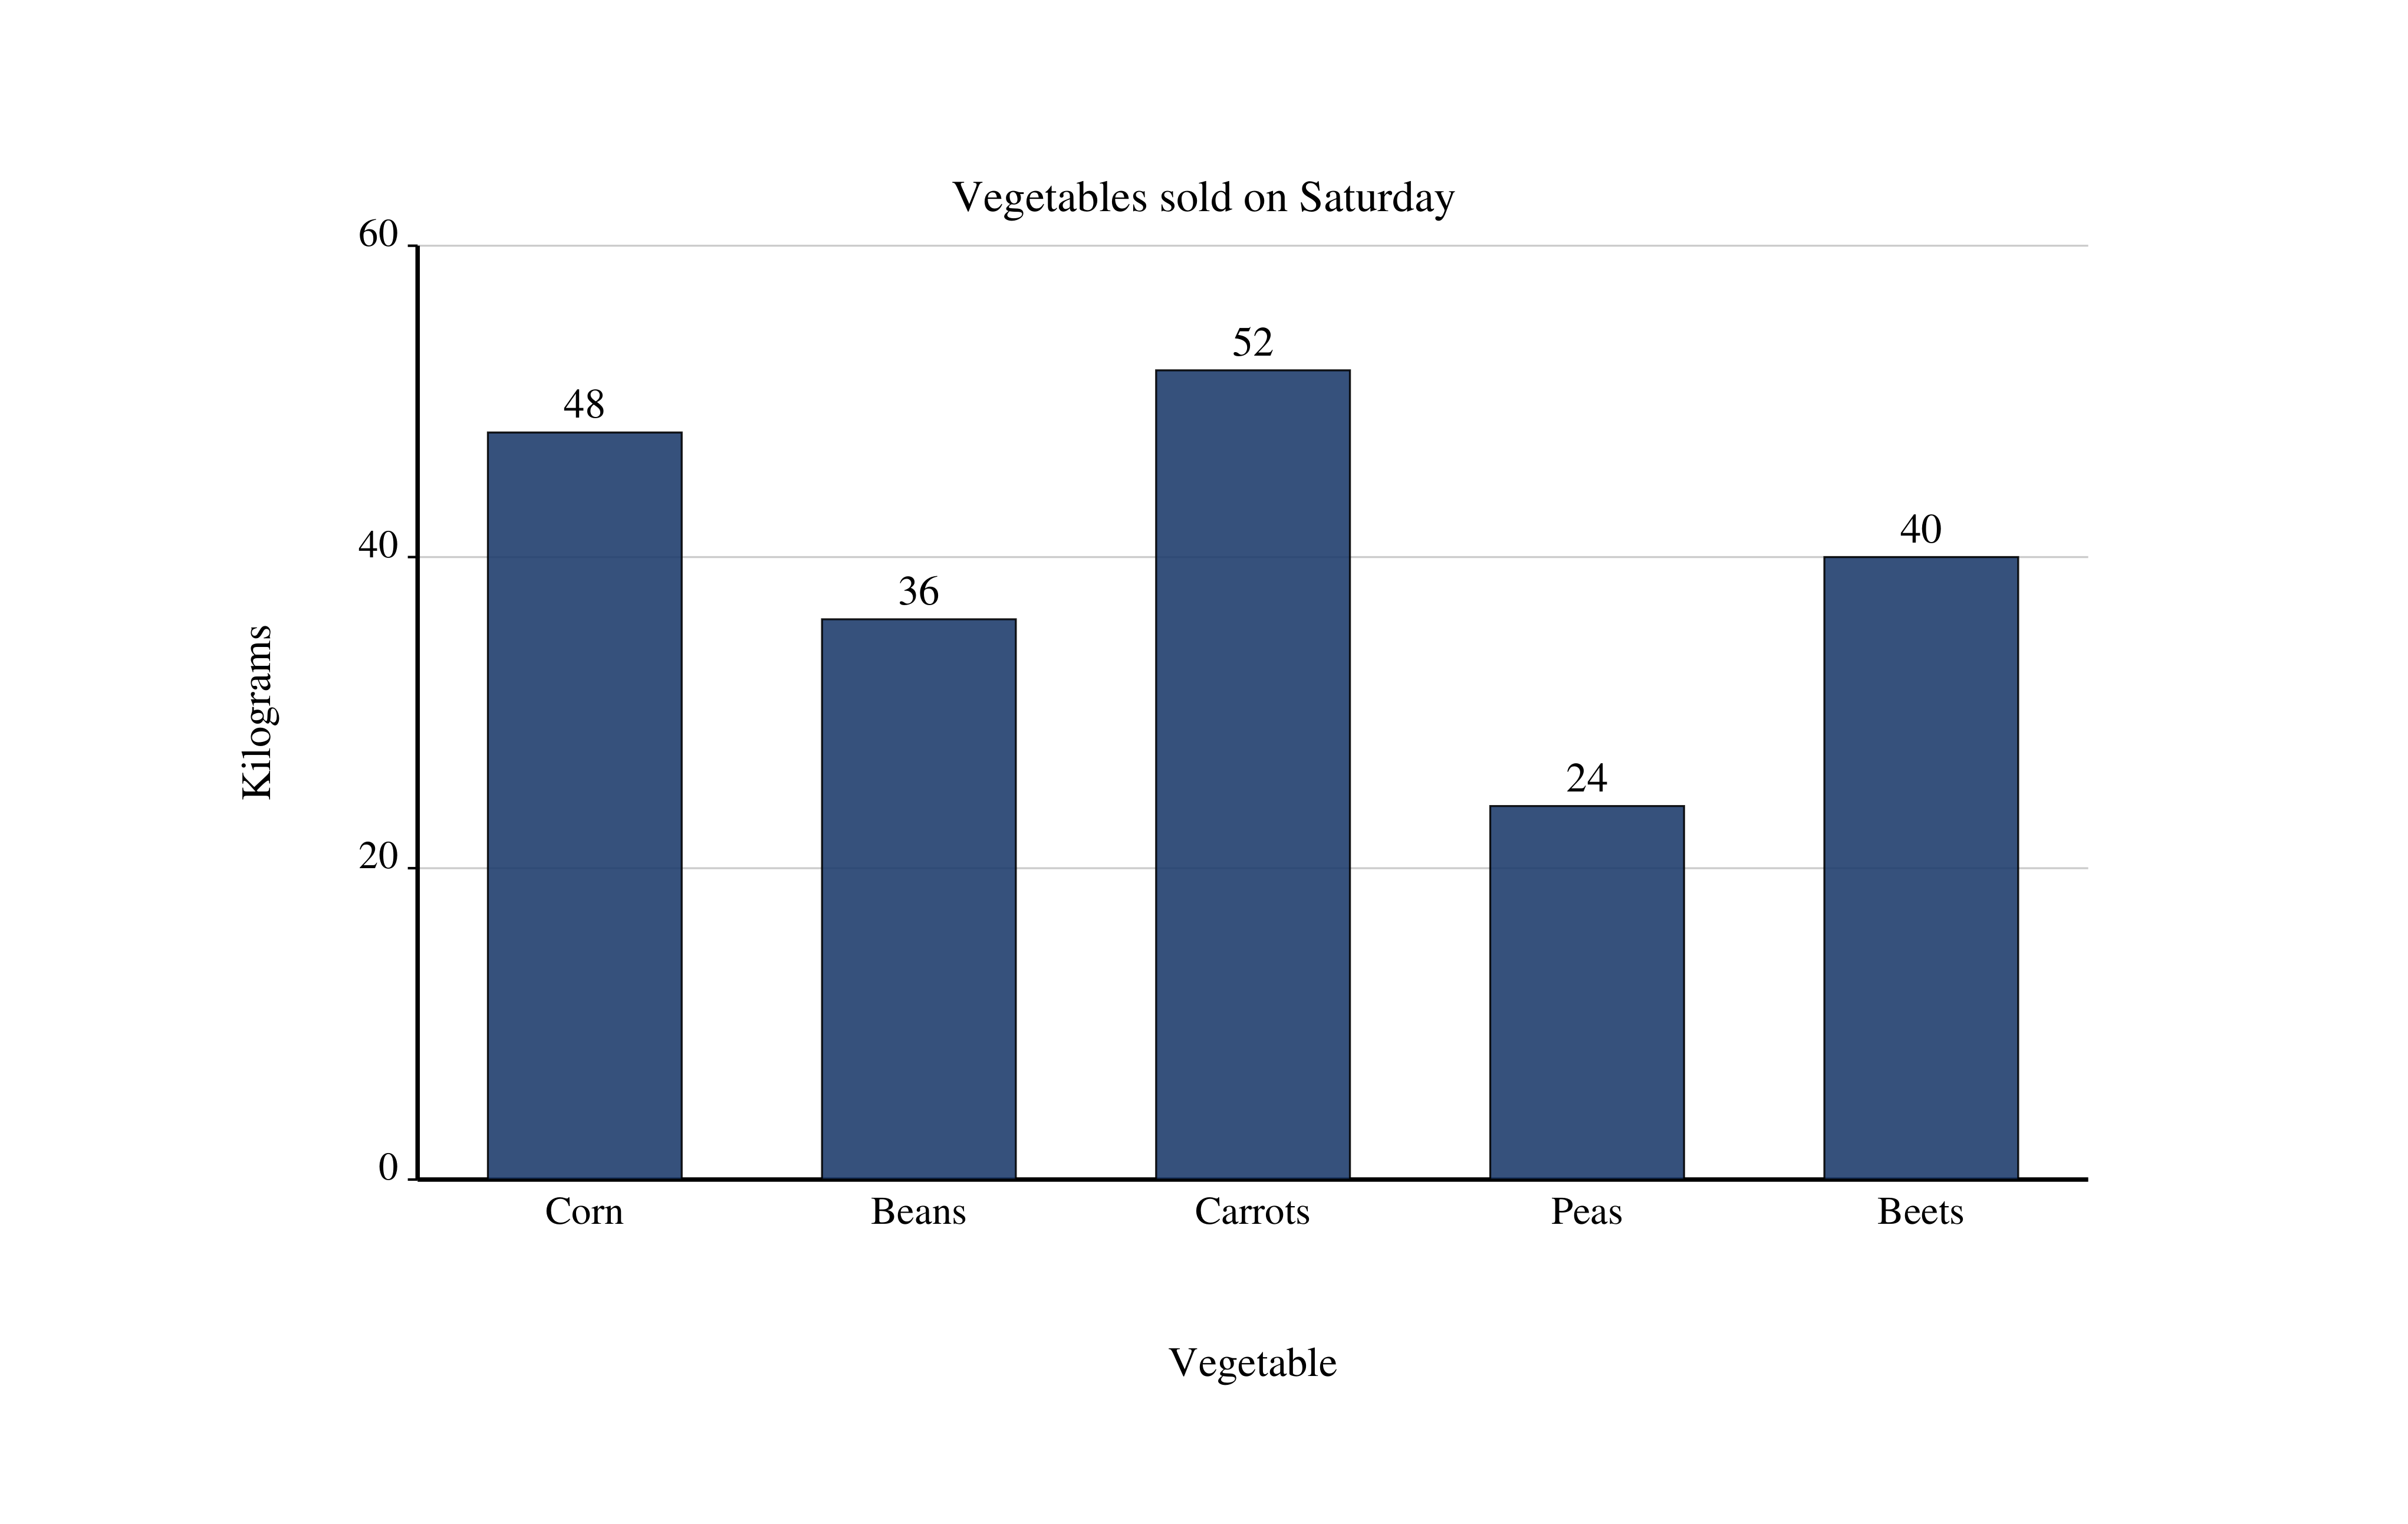 Vegetables sold on Saturday
60
40
20
0
Kilograms
48
36
52
24
40
Corn
Beans
Carrots
Peas
Beets
Vegetable